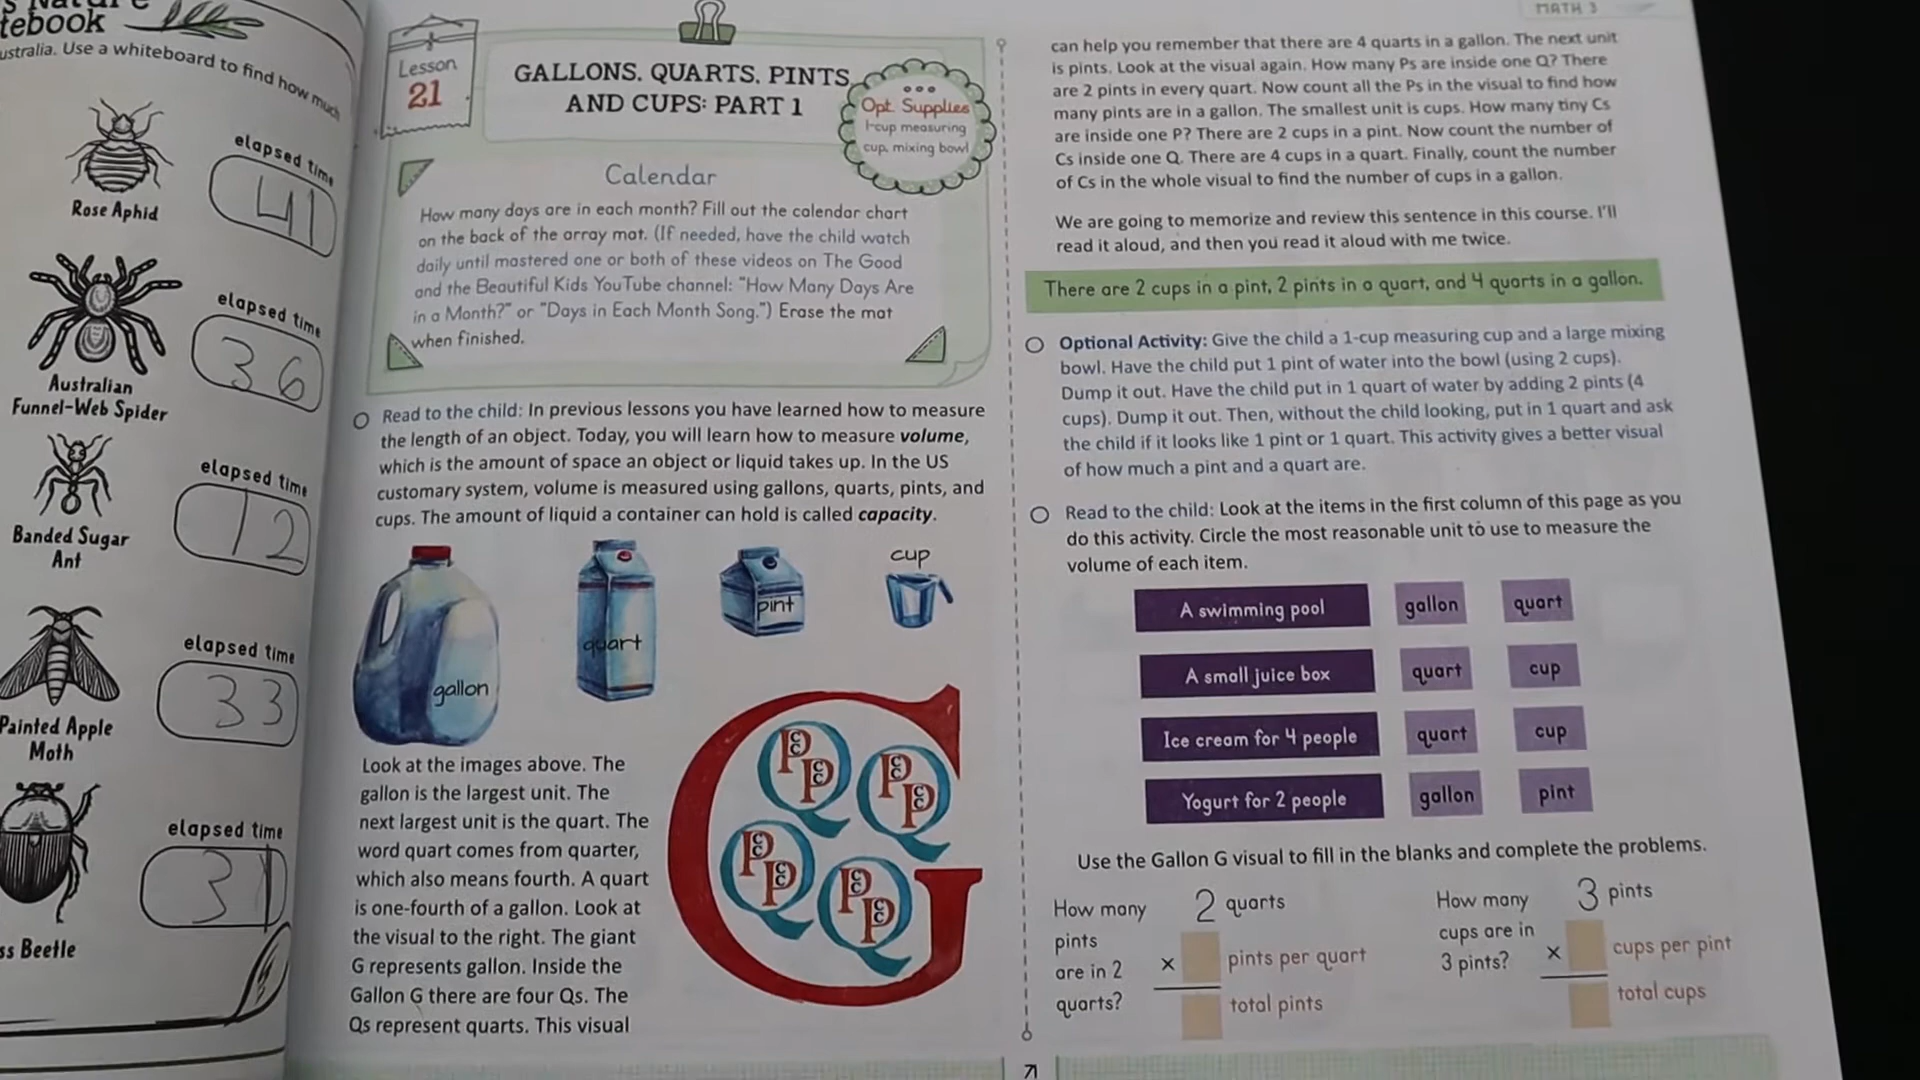 tebook
ustralia. Use a whiteboard to find how much
elapsed time
41
Rose Aphid
elapsed time
36
Australian
Funnel-Web Spider
elapsed time
12
Banded Sugar
Ant
elapsed time
33
Painted Apple
Moth
elapsed time
31
ss Beetle
Lesson
21
GALLONS, QUARTS, PINTS,
AND CUPS: PART 1
Opt. Supplies
1-cup measuring
cup, mixing bowl
Calendar
How many days are in each month? Fill out the calendar chart
on the back of the array mat. (If needed, have the child watch
daily until mastered one or both of these videos on The Good
and the Beautiful Kids YouTube channel: "How Many Days Are
in a Month?" or "Days in Each Month Song.") Erase the mat
when finished.
Read to the child: In previous lessons you have learned how to measure
the length of an object. Today, you will learn how to measure volume,
which is the amount of space an object or liquid takes up. In the US
customary system, volume is measured using gallons, quarts, pints, and
cups. The amount of liquid a container can hold is called capacity.
gallon
quart
pint
cup
Look at the images above. The
gallon is the largest unit. The
next largest unit is the quart. The
word quart comes from quarter,
which also means fourth. A quart
is one-fourth of a gallon. Look at
the visual to the right. The giant
G represents gallon. Inside the
Gallon G there are four Qs. The
Qs represent quarts. This visual
G
Q P C C P C C
Q P C C P C C
Q P C C P C C
Q P C C P C C
MATH 3
can help you remember that there are 4 quarts in a gallon. The next unit
is pints. Look at the visual again. How many Ps are inside one Q? There
are 2 pints in every quart. Now count all the Ps in the visual to find how
many pints are in a gallon. The smallest unit is cups. How many tiny Cs
are inside one P? There are 2 cups in a pint. Now count the number of
Cs inside one Q. There are 4 cups in a quart. Finally, count the number
of Cs in the whole visual to find the number of cups in a gallon.
We are going to memorize and review this sentence in this course. I'll
read it aloud, and then you read it aloud with me twice.
There are 2 cups in a pint, 2 pints in a quart, and 4 quarts in a gallon.
Optional Activity: Give the child a 1-cup measuring cup and a large mixing
bowl. Have the child put 1 pint of water into the bowl (using 2 cups).
Dump it out. Have the child put in 1 quart of water by adding 2 pints (4
cups). Dump it out. Then, without the child looking, put in 1 quart and ask
the child if it looks like 1 pint or 1 quart. This activity gives a better visual
of how much a pint and a quart are.
Read to the child: Look at the items in the first column of this page as you
do this activity. Circle the most reasonable unit to use to measure the
volume of each item.
A swimming pool gallon quart
A small juice box quart cup
Ice cream for 4 people quart cup
Yogurt for 2 people gallon pint
Use the Gallon G visual to fill in the blanks and complete the problems.
How many
pints
are in 2
quarts?
2 quarts
× pints per quart
total pints
How many
cups are in
3 pints?
3 pints
× cups per pint
total cups
71